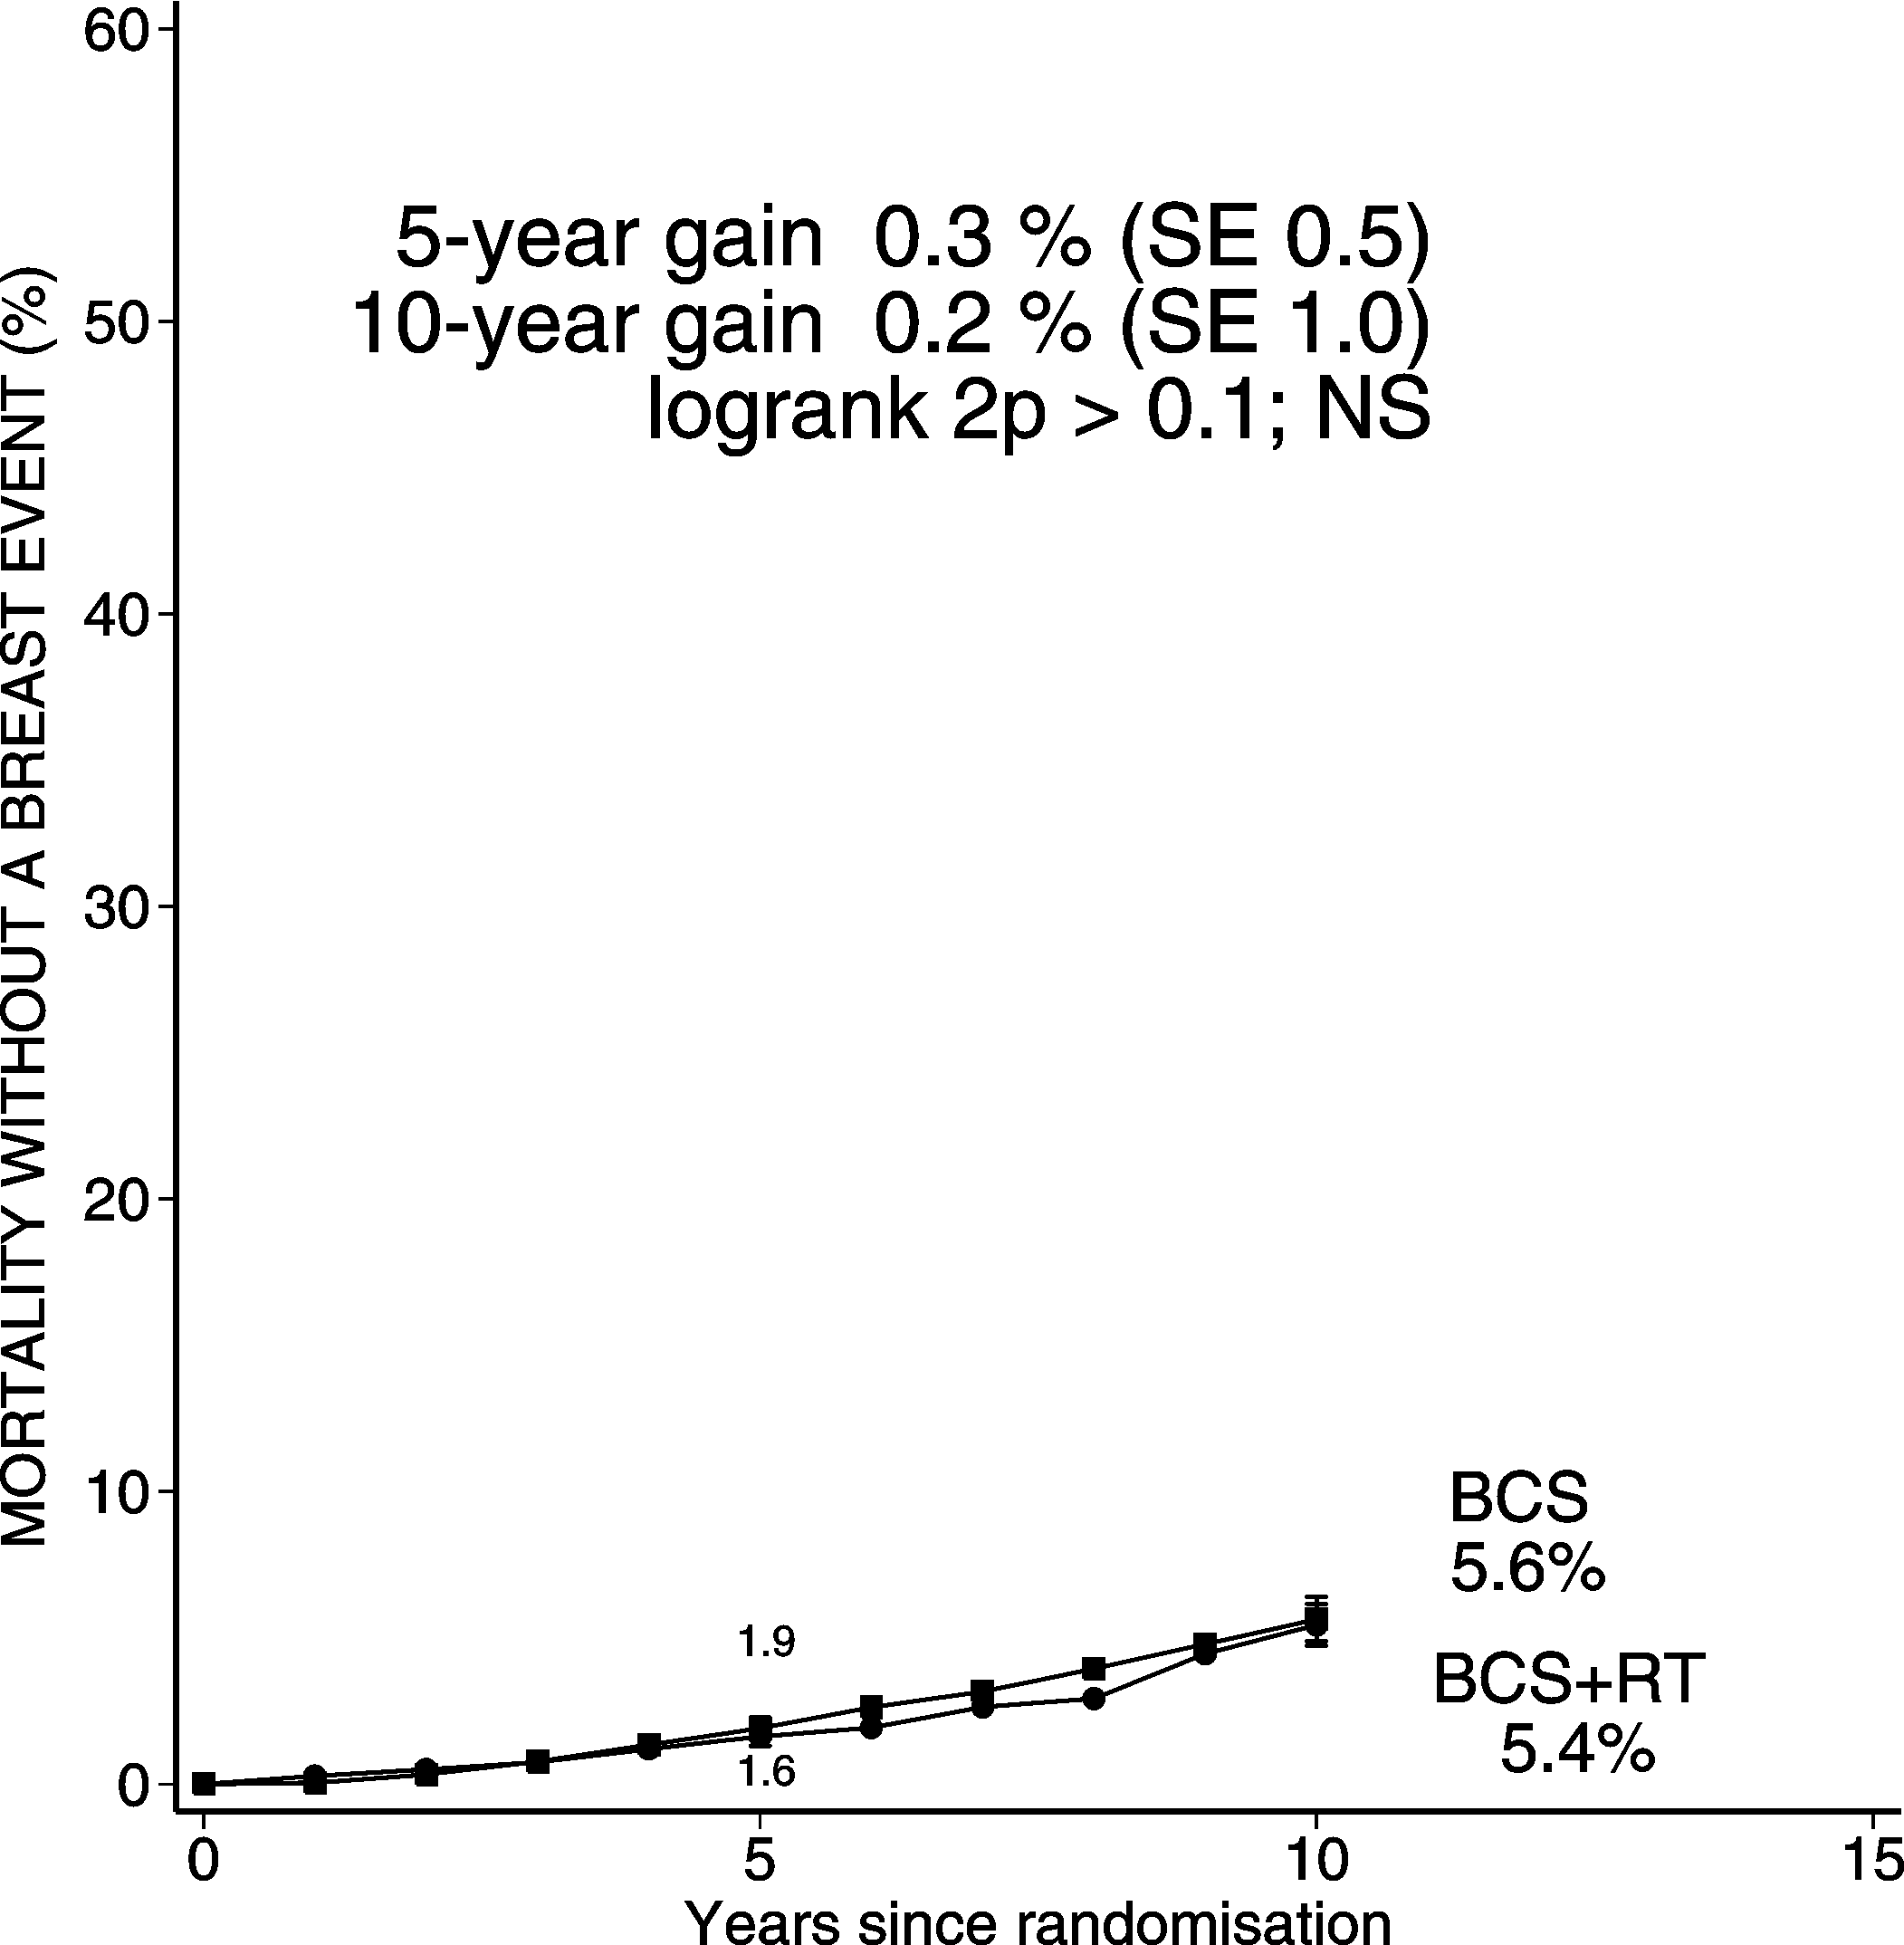 MORTALITY WITHOUT A BREAST EVENT (%)
60
50
40
30
20
10
0
5-year gain 0.3 % (SE 0.5)
10-year gain 0.2 % (SE 1.0)
logrank 2p > 0.1; NS
BCS
5.6%
1.9
BCS+RT
5.4%
1.6
0 5 10 15
Years since randomisation